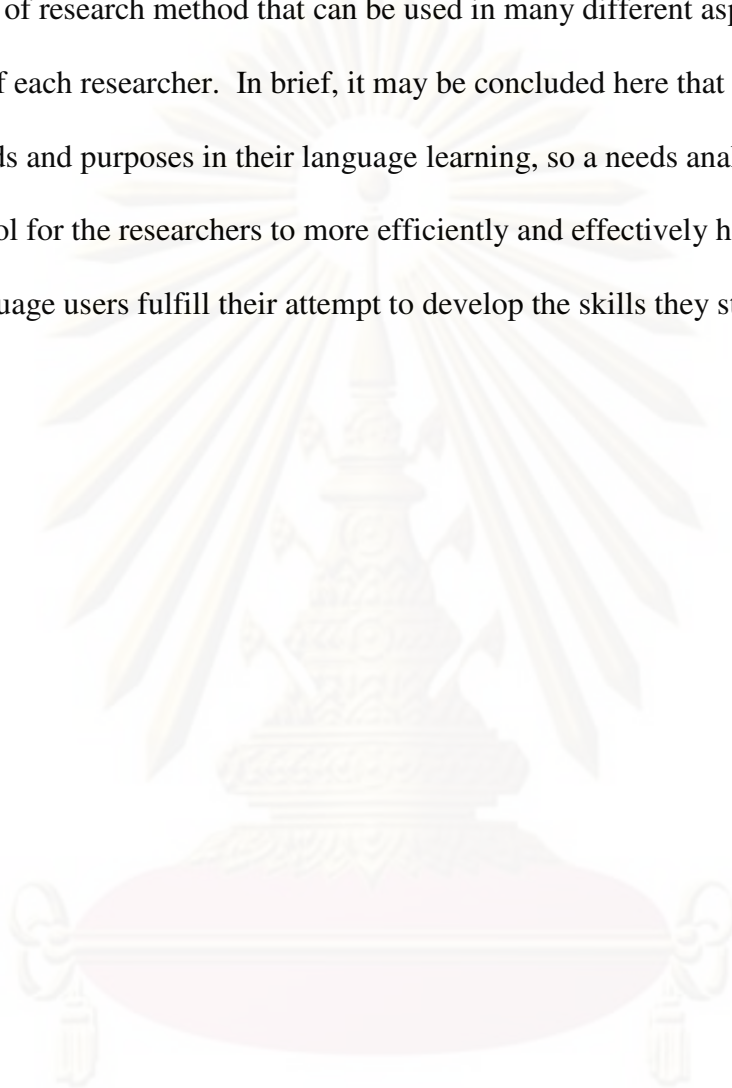 of research method that can be used in many different asp
f each researcher. In brief, it may be concluded here that
ds and purposes in their language learning, so a needs anal
ol for the researchers to more efficiently and effectively h
uage users fulfill their attempt to develop the skills they st